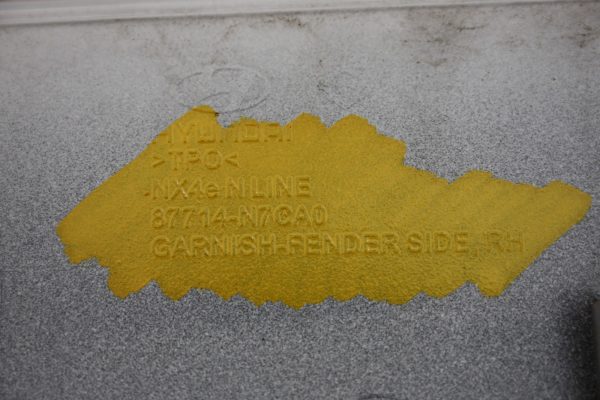 HYUNDAI
>TPO<
NX4e N LINE
87714-N7CA0
GARNISH-FENDER SIDE, RH